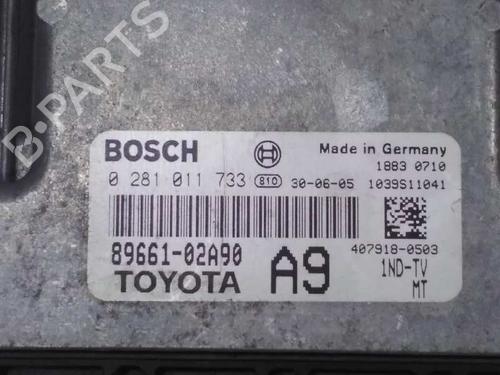 B-PARTS
BOSCH Made in Germany
1883 0710
0 281 011 733 810 30-06-05 1039S11041
89661-02A90 A9 407918-0503
TOYOTA 1ND-TV
MT